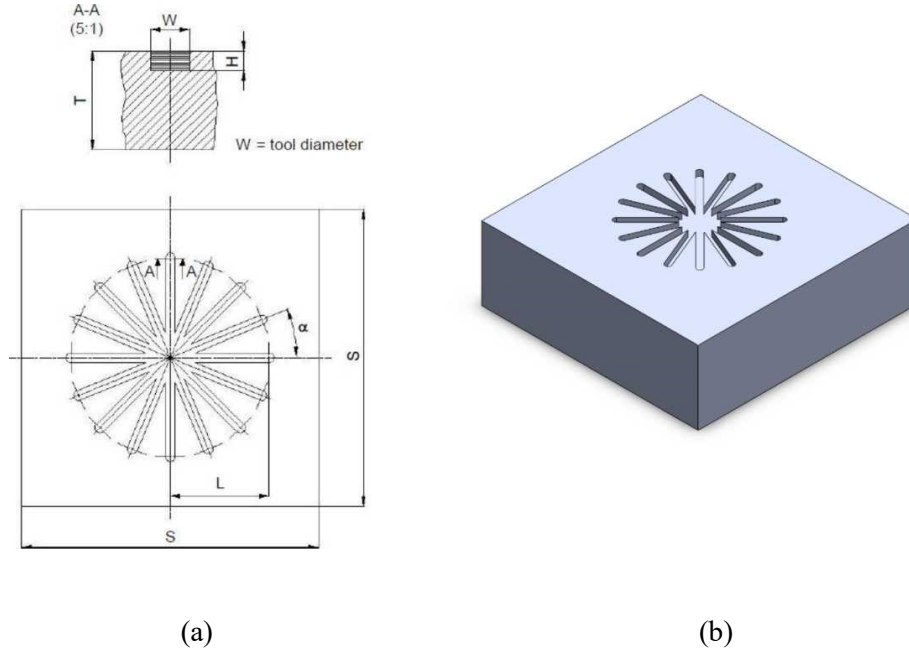 A-A
(5:1)
W
H
T
W = tool diameter
A
A
α
S
L
S
(a)
(b)